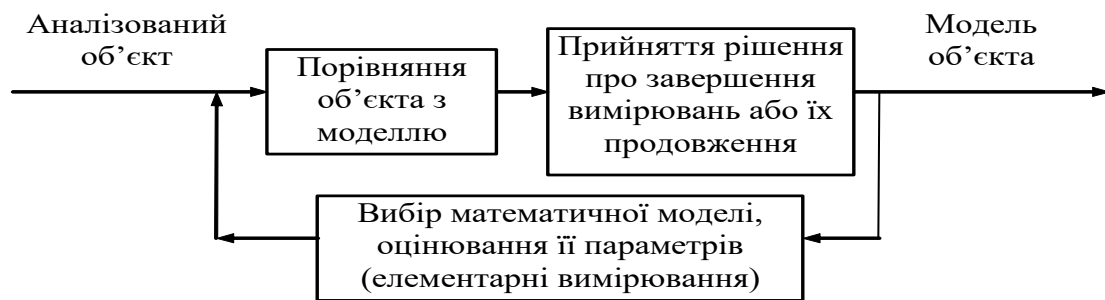 Аналізований
об’єкт
Порівняння
об’єкта з
моделлю
Прийняття рішення
про завершення
вимірювань або їх
продовження
Модель
об’єкта
Вибір математичної моделі,
оцінювання її параметрів
(елементарні вимірювання)